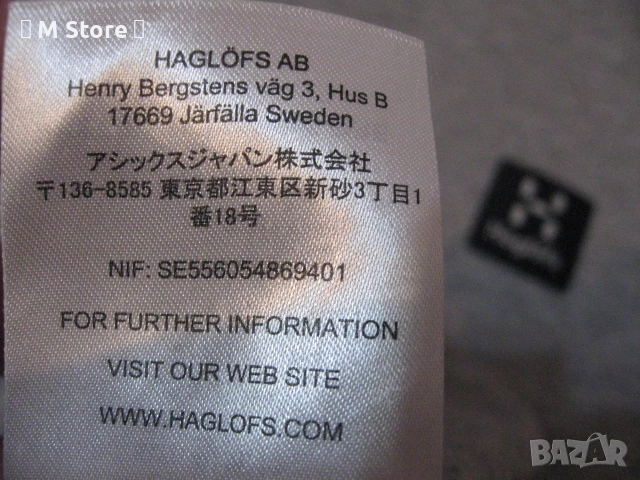 M Store
HAGLÖFS AB
Henry Bergstens väg 3, Hus B
17669 Järfälla Sweden
アシックスジャパン株式会社
〒136-8585 東京都江東区新砂3丁目1
番18号
NIF: SE556054869401
FOR FURTHER INFORMATION
VISIT OUR WEB SITE
WWW.HAGLOFS.COM
Haglöfs
BAZAR